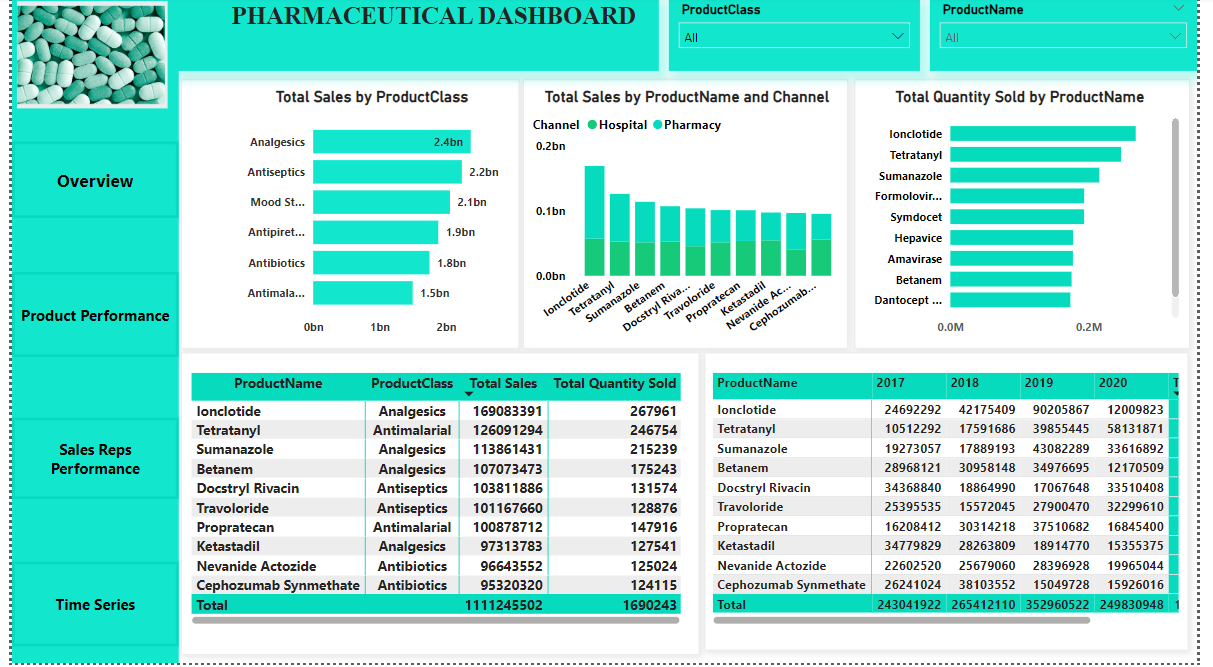 PHARMACEUTICAL DASHBOARD
ProductClass
All
ProductName
All
Overview
Product Performance
Sales Reps
Performance
Time Series
Total Sales by ProductClass
Analgesics 2.4bn
Antiseptics 2.2bn
Mood St... 2.1bn
Antipiret... 1.9bn
Antibiotics 1.8bn
Antimala... 1.5bn
0bn 1bn 2bn
Total Sales by ProductName and Channel
Channel Hospital Pharmacy
0.2bn
0.1bn
0.0bn
Ionclotide
Tetratanyl
Sumanazole
Betanem
Docstryl Riva...
Travoloride
Propratecan
Ketastadil
Nevanide Ac...
Cephozumab...
Total Quantity Sold by ProductName
Ionclotide
Tetratanyl
Sumanazole
Formolovir...
Symdocet
Hepavice
Amavirase
Betanem
Dantocept ...
0.0M 0.2M
ProductName ProductClass Total Sales Total Quantity Sold
Ionclotide Analgesics 169083391 267961
Tetratanyl Antimalarial 126091294 246754
Sumanazole Analgesics 113861431 215239
Betanem Analgesics 107073473 175243
Docstryl Rivacin Antiseptics 103811886 131574
Travoloride Antiseptics 101167660 128876
Propratecan Antimalarial 100878712 147916
Ketastadil Analgesics 97313783 127541
Nevanide Actozide Antibiotics 96643552 125024
Cephozumab Synmethate Antibiotics 95320320 124115
Total 1111245502 1690243
ProductName 2017 2018 2019 2020 T
Ionclotide 24692292 42175409 90205867 12009823
Tetratanyl 10512292 17591686 39855445 58131871
Sumanazole 19273057 17889193 43082289 33616892
Betanem 28968121 30958148 34976695 12170509
Docstryl Rivacin 34368840 18864990 17067648 33510408
Travoloride 25395535 15572045 27900470 32299610
Propratecan 16208412 30314218 37510682 16845400
Ketastadil 34779829 28263809 18914770 15355375
Nevanide Actozide 22602520 25679060 28396928 19965044
Cephozumab Synmethate 26241024 38103552 15049728 15926016
Total 243041922 265412110 352960522 249830948 1